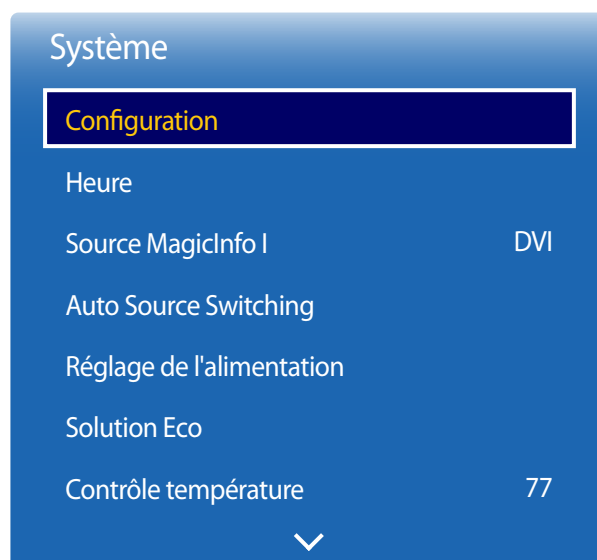 Système
Configuration
Heure
Source MagicInfo I DVI
Auto Source Switching
Réglage de l'alimentation
Solution Eco
Contrôle température 77